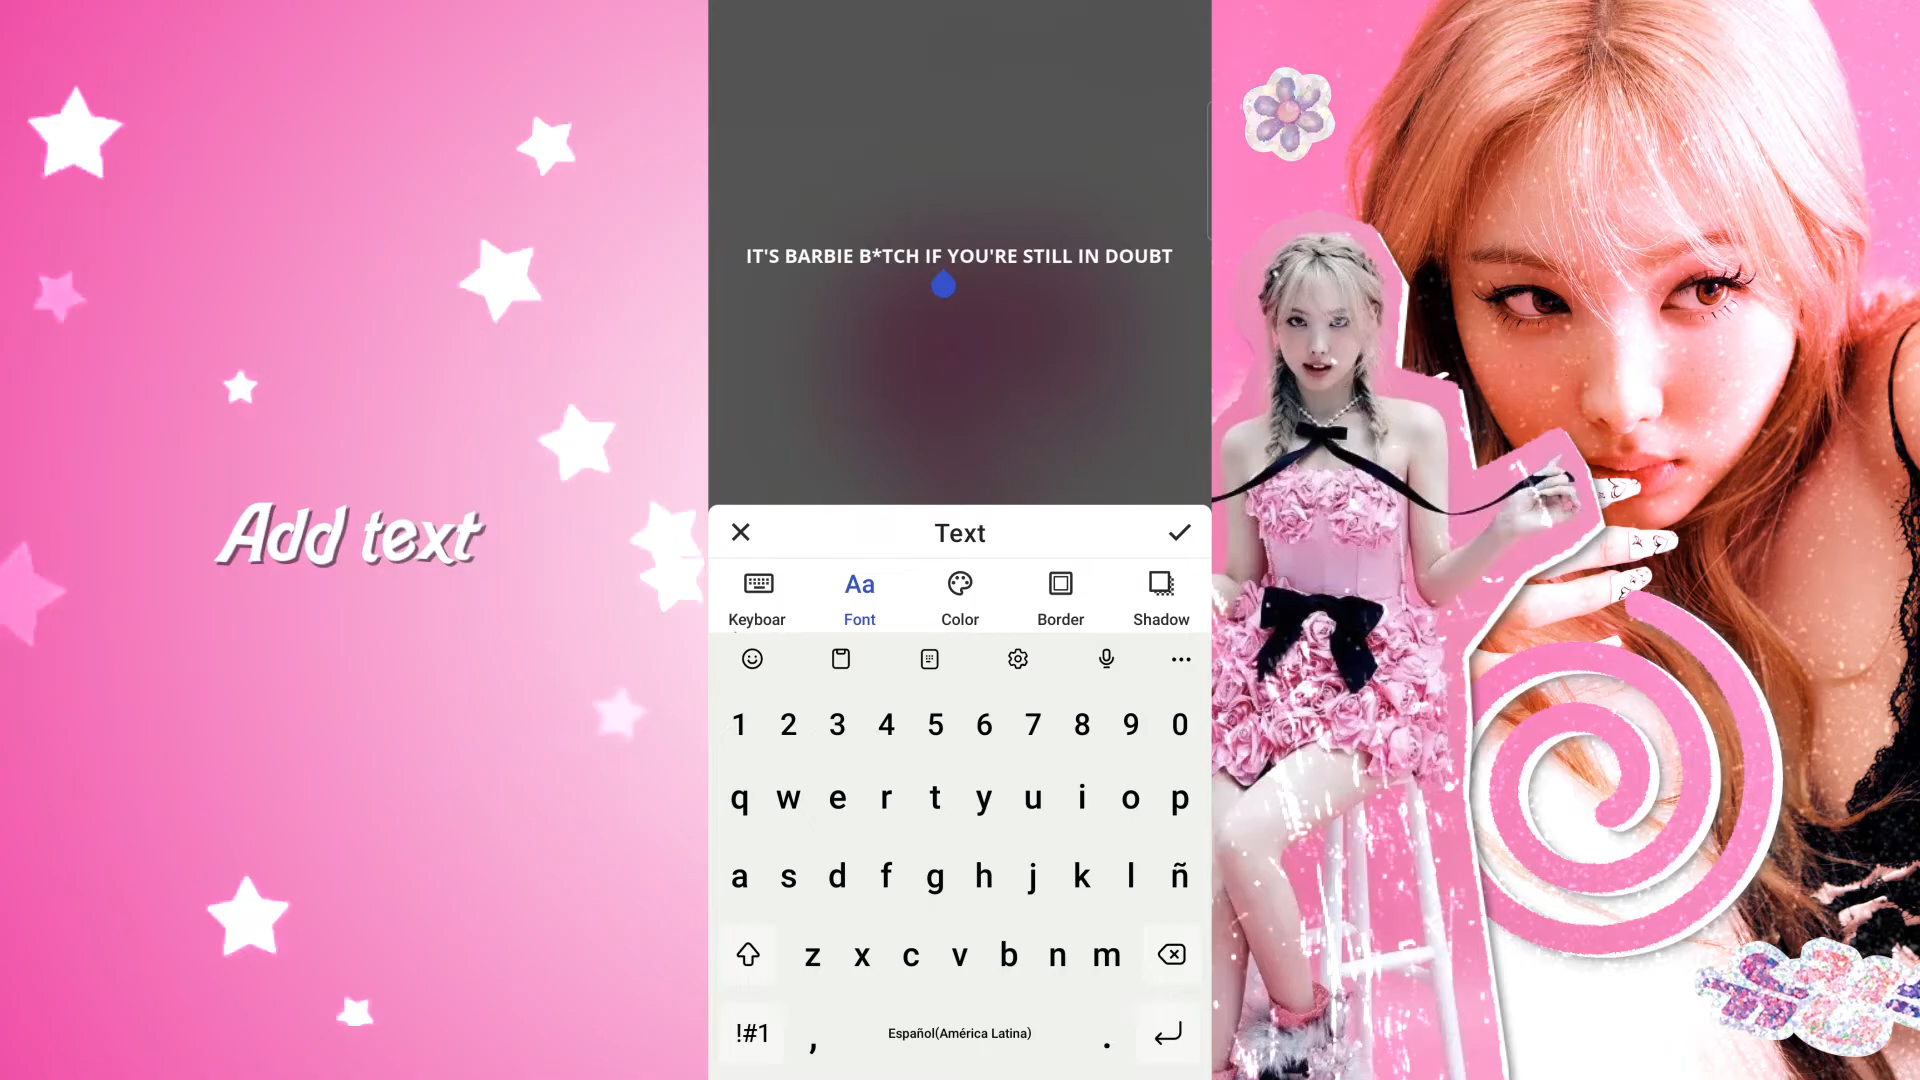 Add text
IT'S BARBIE B*TCH IF YOU'RE STILL IN DOUBT
Text
Aa
Keyboar
Font
Color
Border
Shadow
1 2 3 4 5 6 7 8 9 0
q w e r t y u i o p
a s d f g h j k l ñ
z x c v b n m
!#1 , Español(América Latina) .